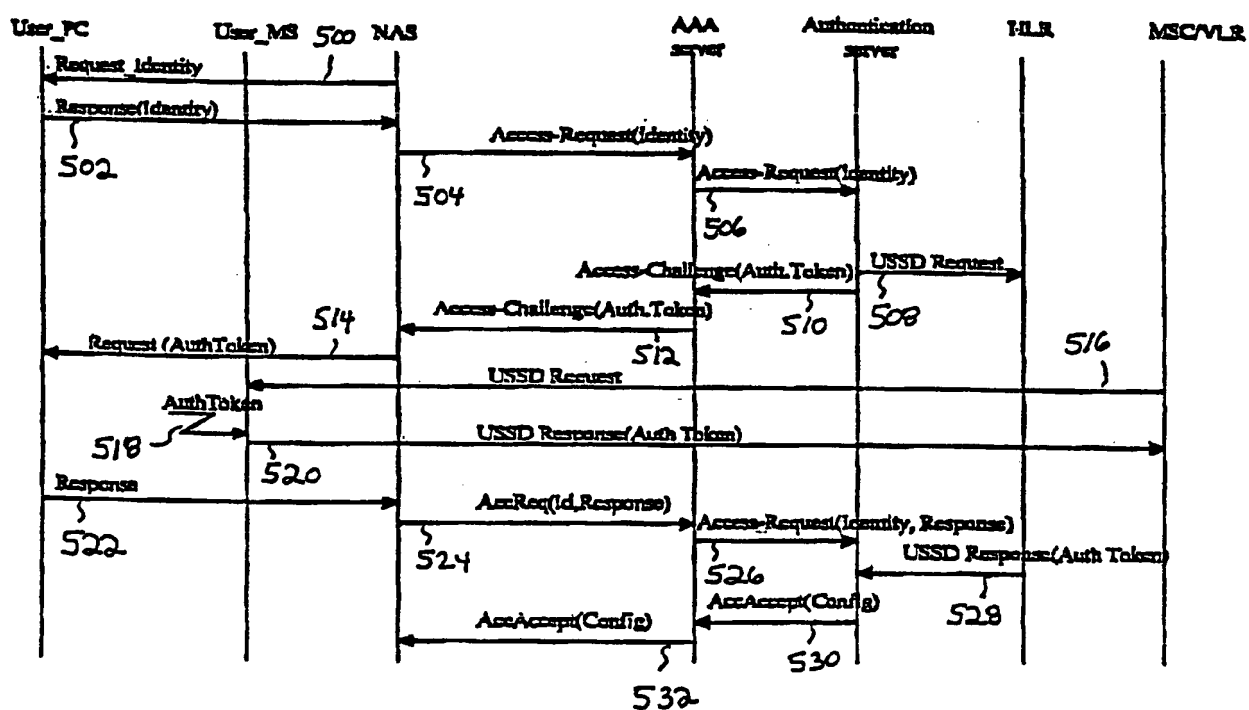 User_PC User_MS 500 NAS AAA server Authentication server HLR MSC/VLR
Request_Identity
Response(Identity)
502
Access-Request(Identity)
504
Access-Request(Identity)
506
USSD Request
508
Access-Challenge(Auth.Token)
510
Access-Challenge(Auth.Token)
512
514
Request (AuthToken)
516
USSD Request
AuthToken
518
USSD Response(Auth Token)
520
Response
522
AccReq(Id,Response)
524
Access-Request(Identity, Response)
526
USSD Response(Auth Token)
528
AccAccept(Config)
530
AccAccept(Config)
532